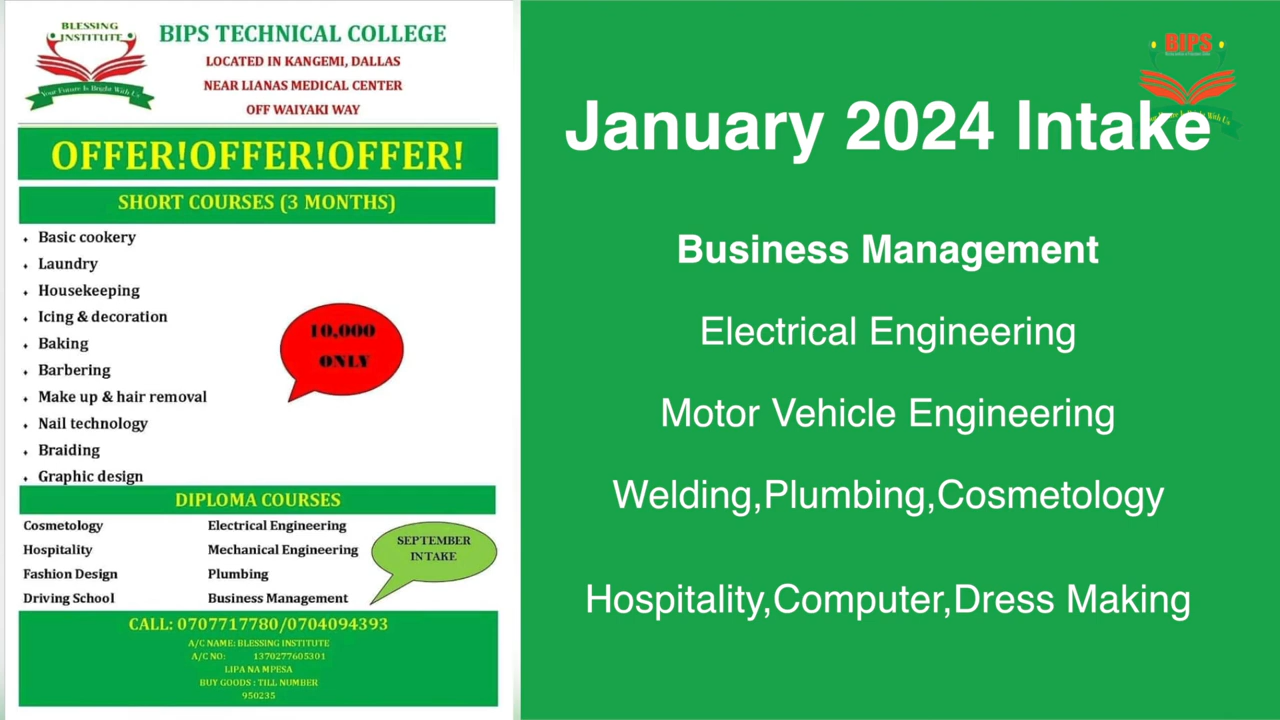 BLESSING
INSTITUTE
Your Future Is Bright With Us
BIPS TECHNICAL COLLEGE
LOCATED IN KANGEMI, DALLAS
NEAR LIANAS MEDICAL CENTER
OFF WAIYAKI WAY
OFFER!OFFER!OFFER!
SHORT COURSES (3 MONTHS)
Basic cookery
Laundry
Housekeeping
Icing & decoration
Baking
Barbering
Make up & hair removal
Nail technology
Braiding
Graphic design
10,000
ONLY
DIPLOMA COURSES
Cosmetology
Hospitality
Fashion Design
Driving School
Electrical Engineering
Mechanical Engineering
Plumbing
Business Management
SEPTEMBER
INTAKE
CALL: 0707717780/0704094393
A/C NAME: BLESSING INSTITUTE
A/C NO: 1370277605301
LIPA NA MPESA
BUY GOODS : TILL NUMBER
950235
BIPS
With Us
January 2024 Intake
Business Management
Electrical Engineering
Motor Vehicle Engineering
Welding,Plumbing,Cosmetology
Hospitality,Computer,Dress Making